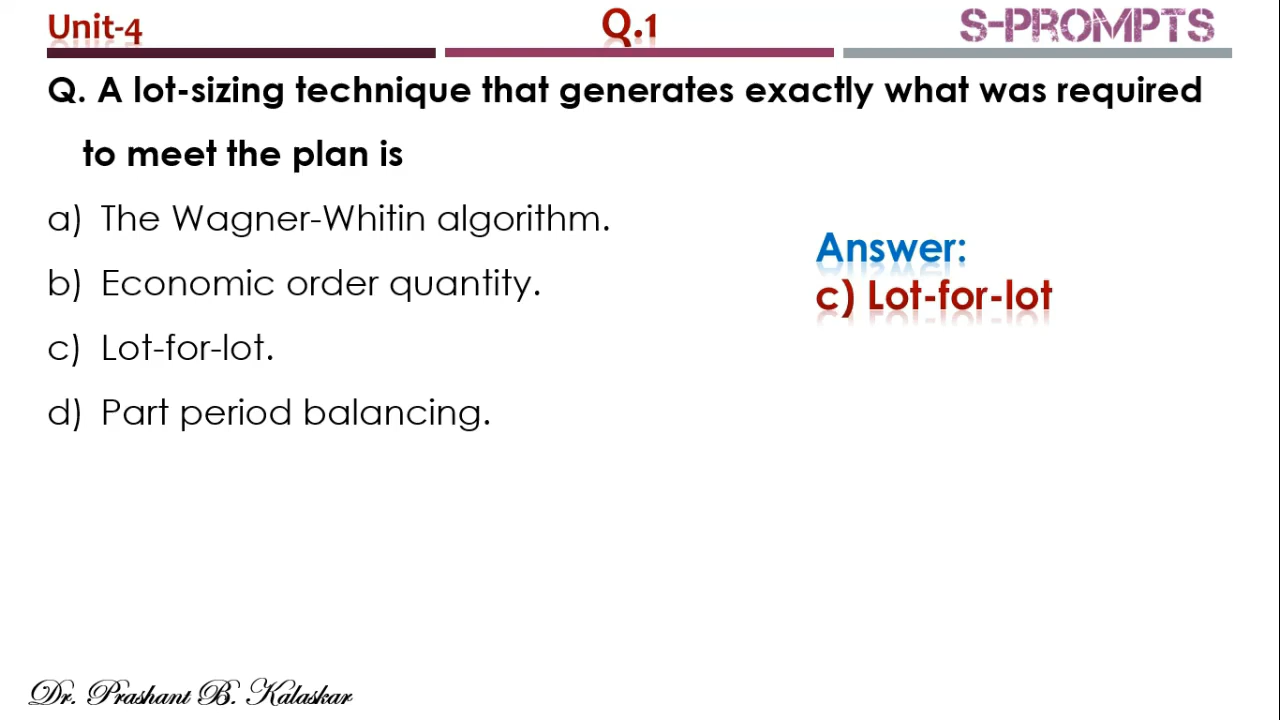 Unit-4 Q.1 S-PROMPTS
Q. A lot-sizing technique that generates exactly what was required
to meet the plan is
a) The Wagner-Whitin algorithm.
b) Economic order quantity.
c) Lot-for-lot.
d) Part period balancing.
Answer:
c) Lot-for-lot
Dr. Prashant B. Kalaskar